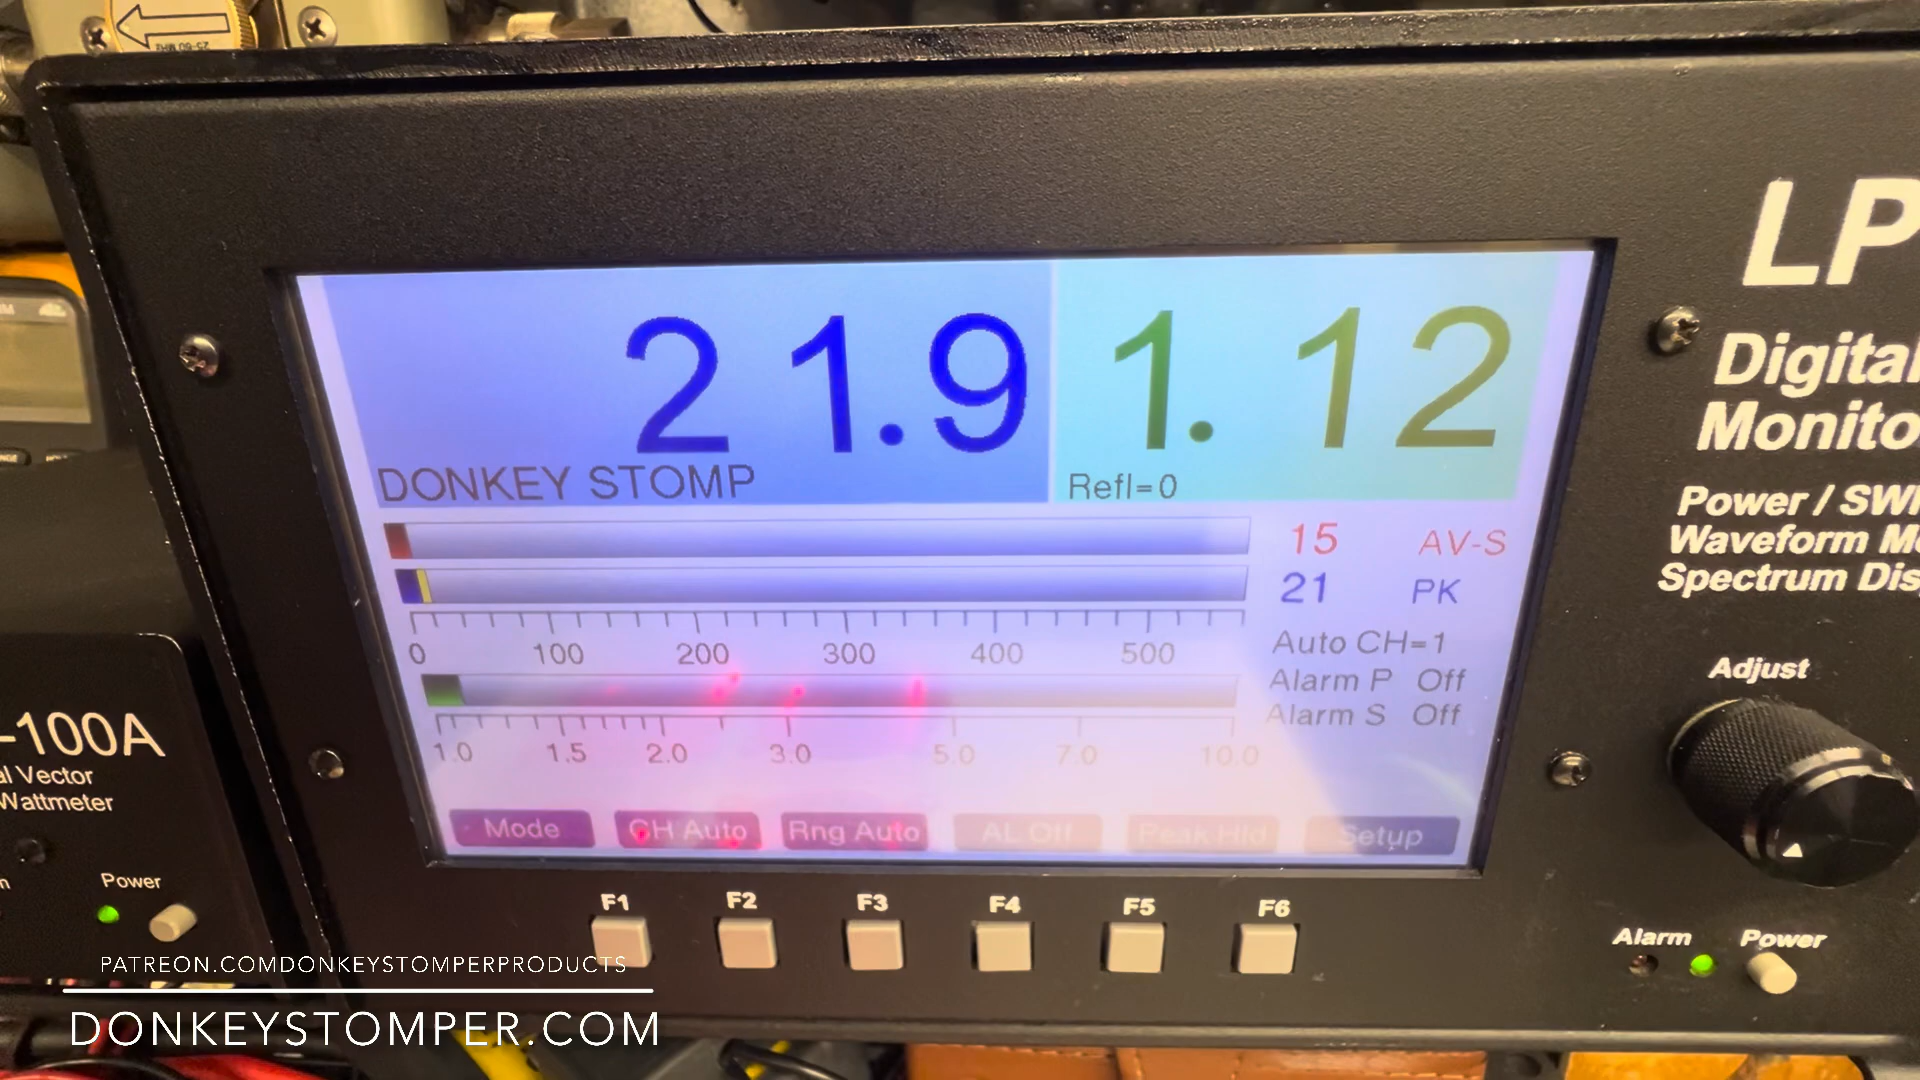 25-60 MHz
LP
Digital
Monito
Power / SW
Waveform M
Spectrum Dis
21.9
1.12
DONKEY STOMP
Refl=0
15 AV-S
21 PK
0 100 200 300 400 500
Auto CH=1
Alarm P Off
Alarm S Off
1.0 1.5 2.0 3.0 5.0 7.0 10.0
Mode CH Auto Rng Auto AL Off Peak Hld Setup
F1 F2 F3 F4 F5 F6
Adjust
Alarm Power
-100A
al Vector
Wattmeter
Power
PATREON.COMDONKEYSTOMPERPRODUCTS
DONKEYSTOMPER.COM